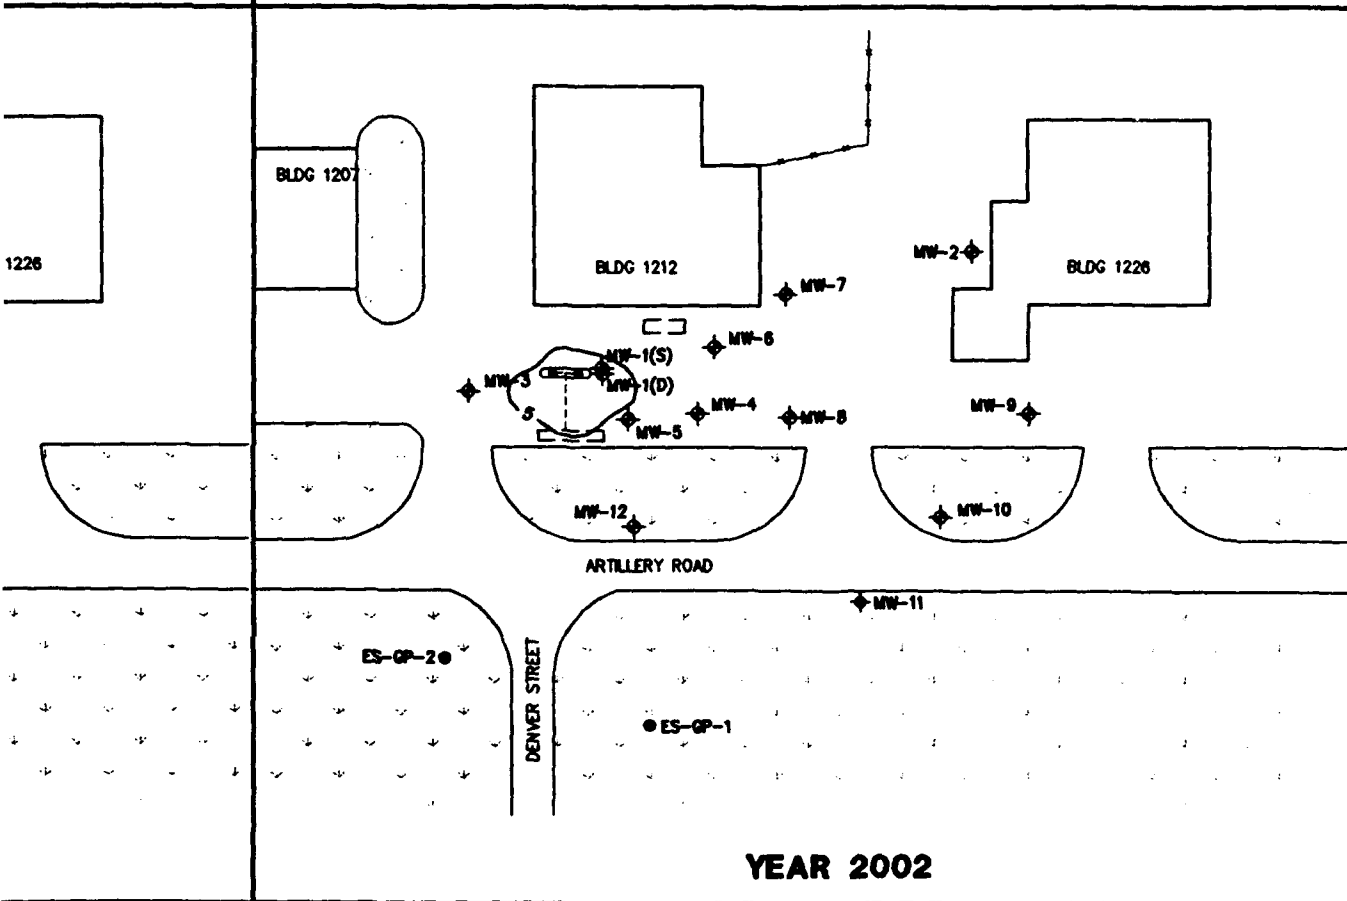 BLDG 1207
1226
BLDG 1212
MW-2
BLDG 1226
MW-7
MW-6
MW-1(S)
MW-3
MW-1(D)
5
MW-4
MW-8
MW-9
MW-5
MW-12
MW-10
ARTILLERY ROAD
MW-11
ES-GP-2
DENVER STREET
ES-GP-1
YEAR 2002